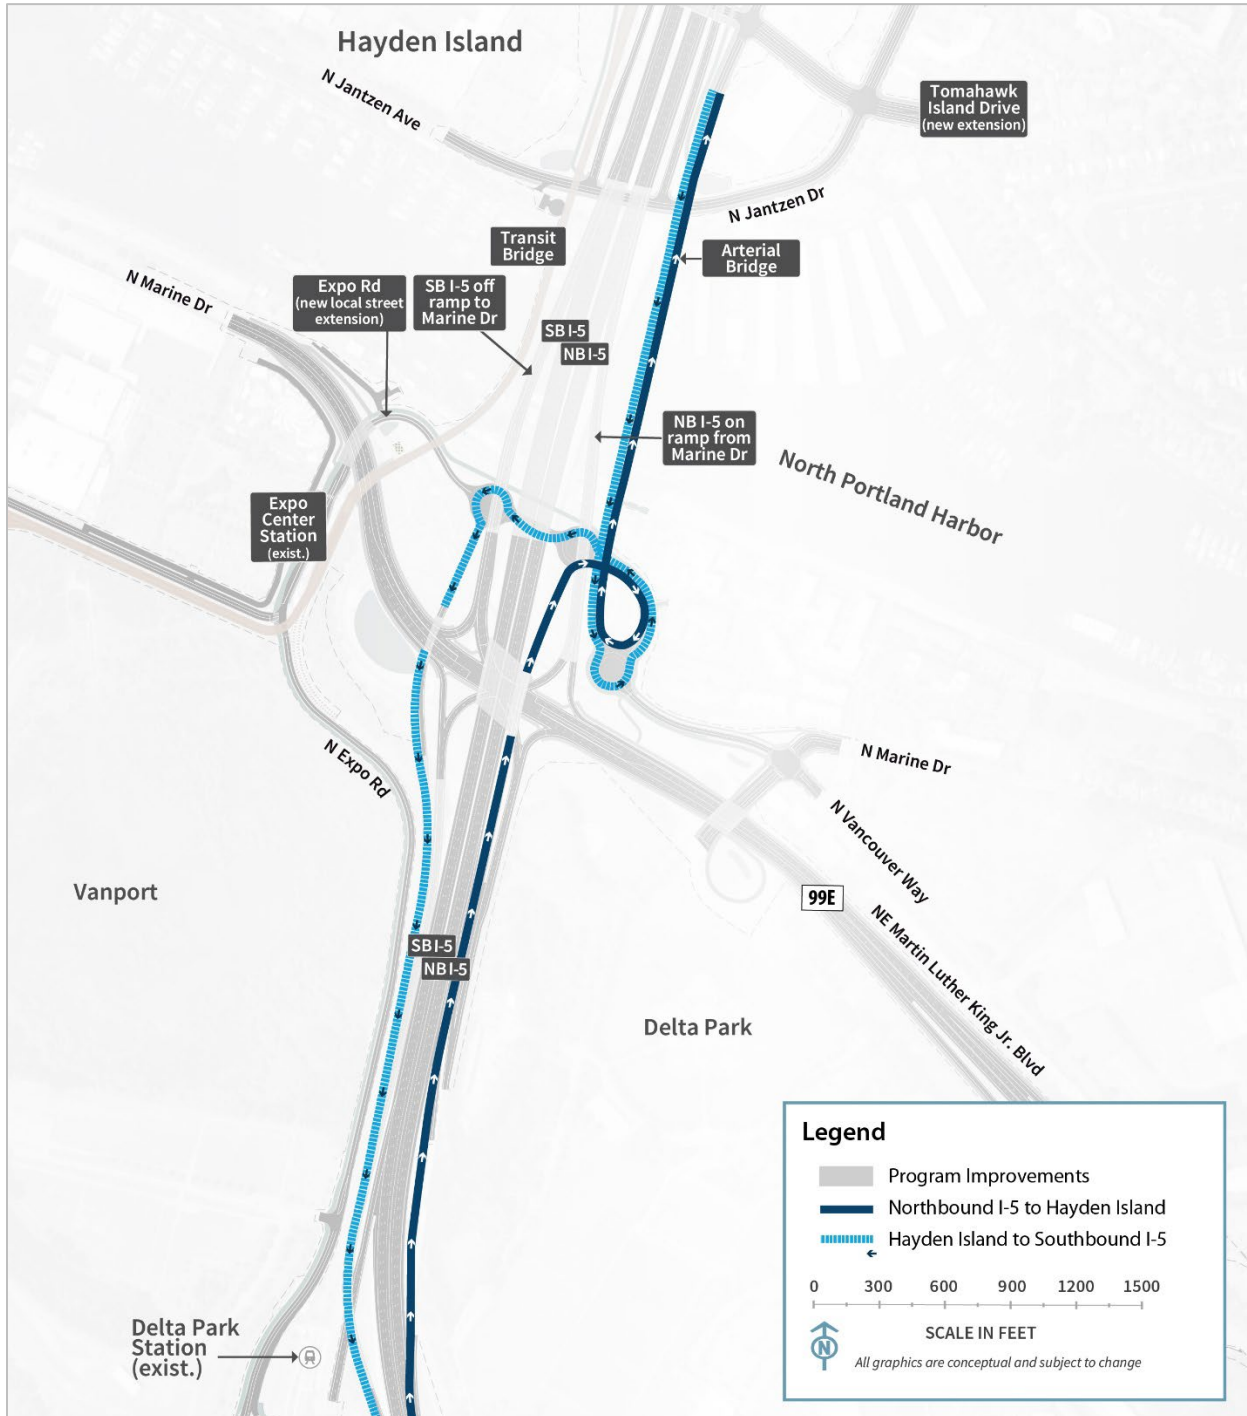 Hayden Island
N Jantzen Ave
Tomahawk
Island Drive
(new extension)
N Jantzen Dr
Transit
Bridge
Arterial
Bridge
N Marine Dr
Expo Rd
(new local street
extension)
SB I-5 off
ramp to
Marine Dr
SB I-5
NB I-5
NB I-5 on
ramp from
Marine Dr
North Portland Harbor
Expo
Center
Station
(exist.)
N Expo Rd
N Marine Dr
N Vancouver Way
Vanport
99E
NE Martin Luther King Jr. Blvd
SB I-5
NB I-5
Delta Park
Legend
Program Improvements
Northbound I-5 to Hayden Island
Hayden Island to Southbound I-5
0 300 600 900 1200 1500
SCALE IN FEET
N
All graphics are conceptual and subject to change
Delta Park
Station
(exist.)